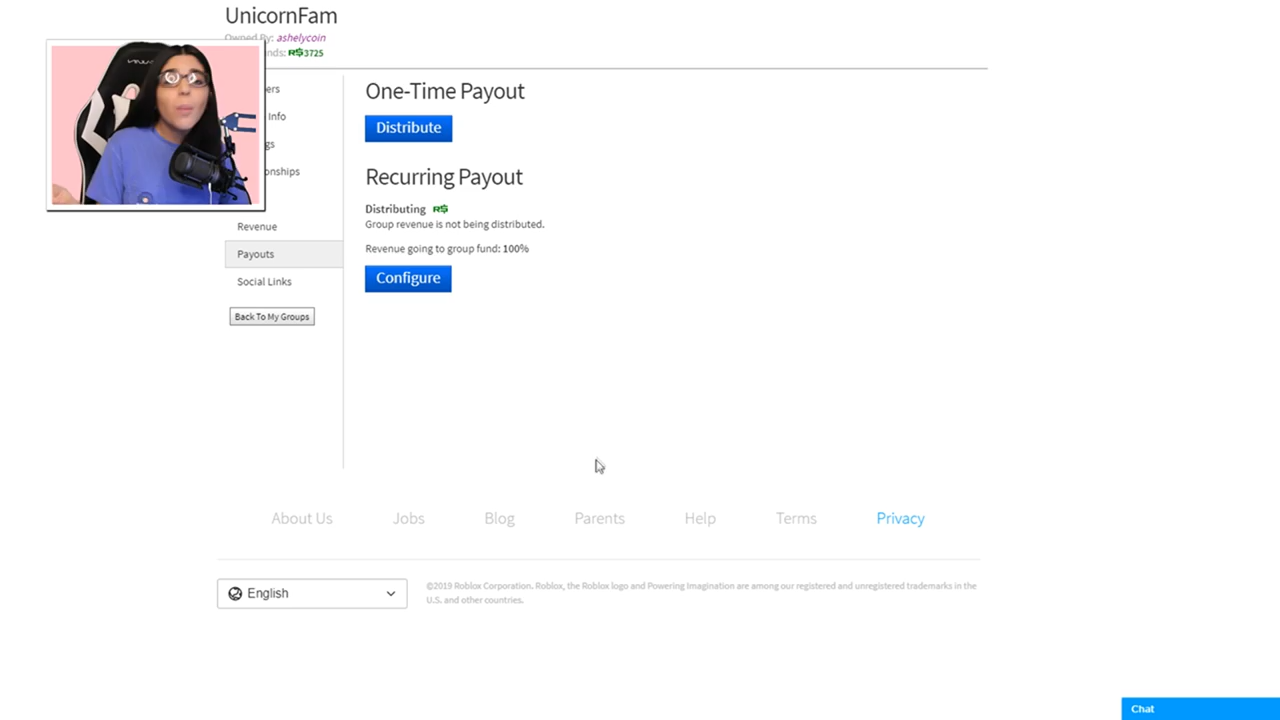 UnicornFam
Owned By: ashelycoin
R$3725
Info
Revenue
Payouts
Social Links
Back To My Groups
One-Time Payout
Distribute
Recurring Payout
Distributing R$
Group revenue is not being distributed.
Revenue going to group fund: 100%
Configure
About Us Jobs Blog Parents Help Terms Privacy
English
©2019 Roblox Corporation. Roblox, the Roblox logo and Powering Imagination are among our registered and unregistered trademarks in the
U.S. and other countries.
Chat